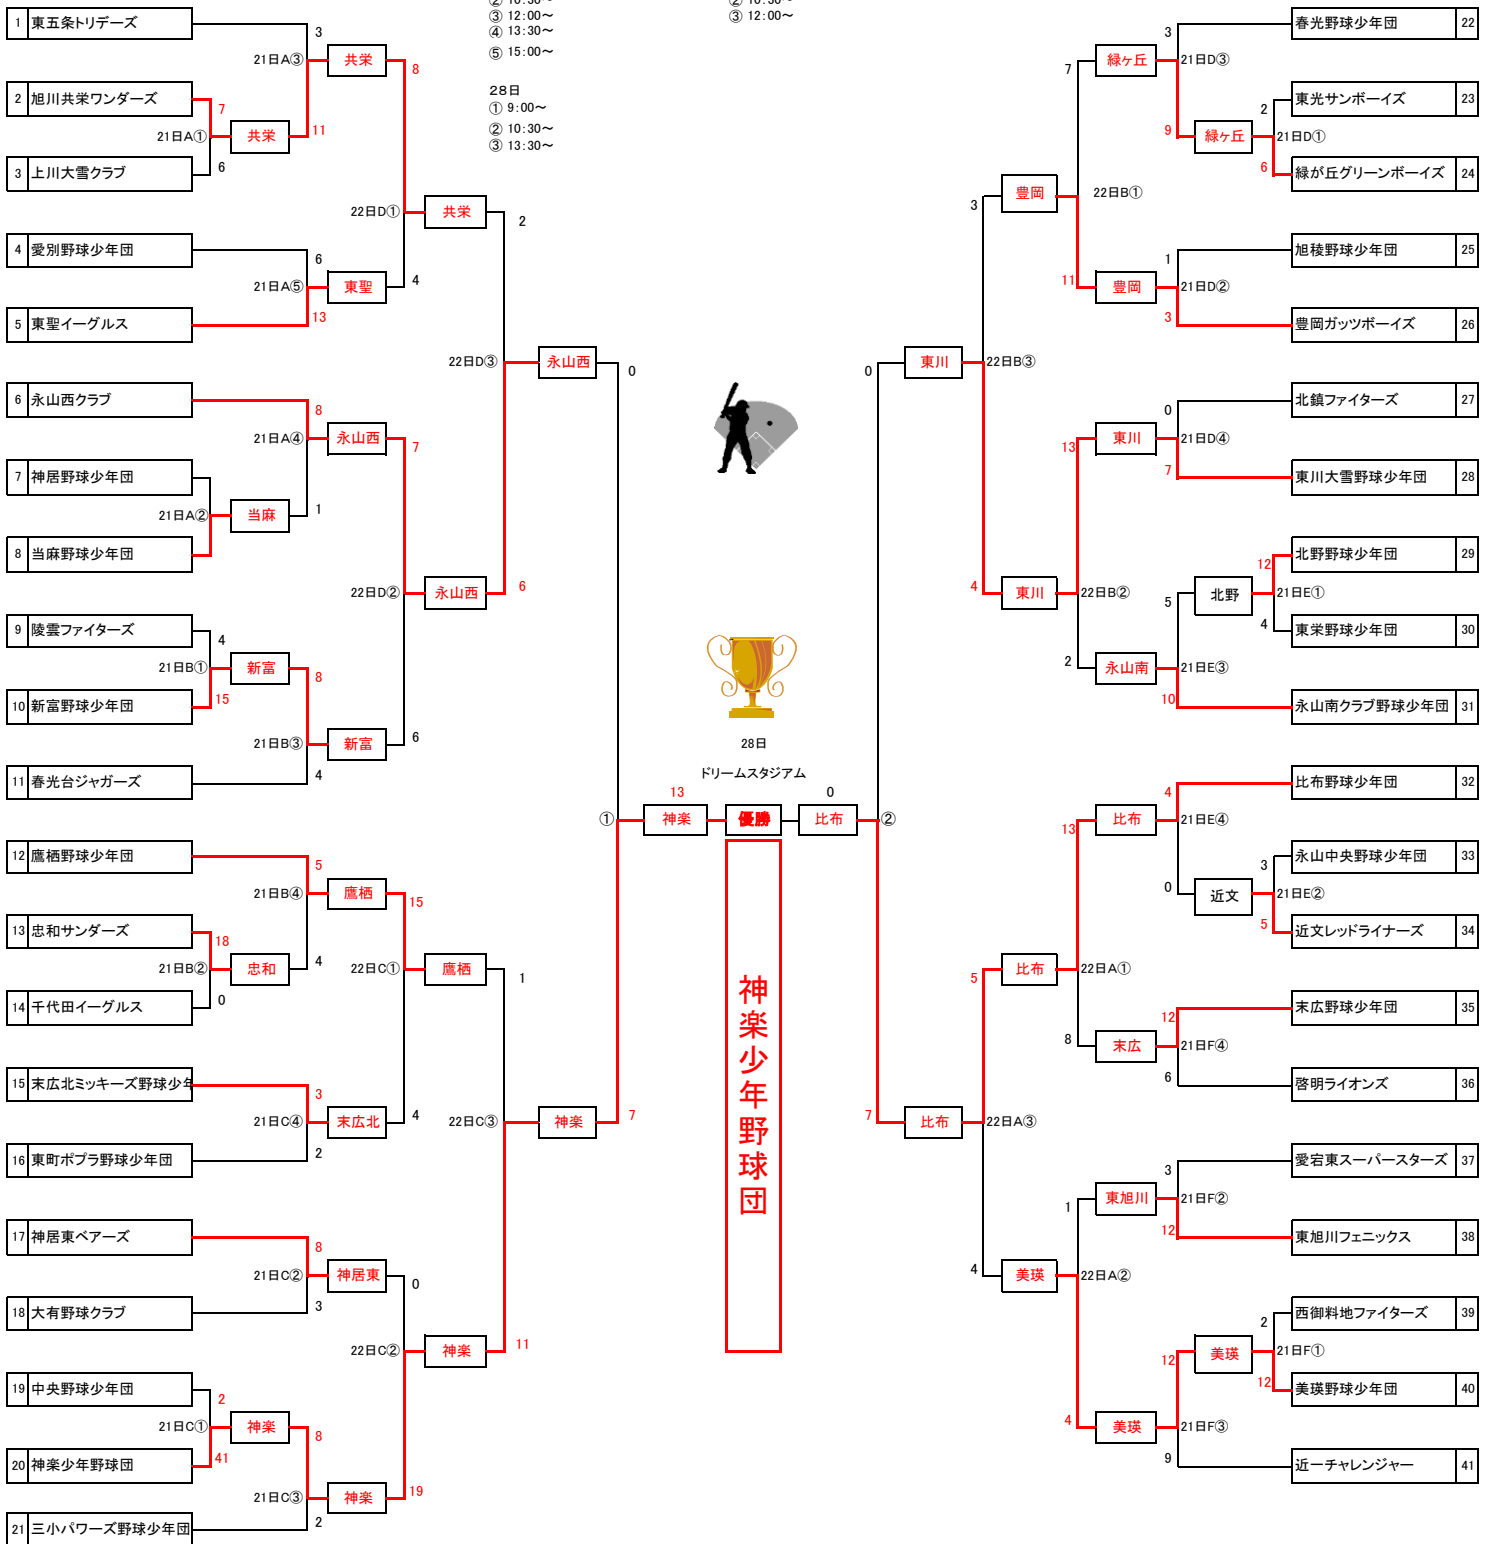 ② 10:30～
③ 12:00～
④ 13:30～
⑤ 15:00～
28日
① 9:00～
② 10:30～
③ 13:30～
② 10:30～
③ 12:00～
1 東五条トリデーズ
3
21日A③
共栄
8
2 旭川共栄ワンダーズ
7
21日A①
共栄
11
3 上川大雪クラブ
6
22日D①
共栄
2
4 愛別野球少年団
6
21日A⑤
東聖
4
5 東聖イーグルス
13
22日D③
永山西
0
6 永山西クラブ
8
21日A④
永山西
7
7 神居野球少年団
21日A②
当麻
1
8 当麻野球少年団
22日D②
永山西
6
9 陵雲ファイターズ
4
21日B①
新富
8
10 新富野球少年団
15
21日B③
新富
6
11 春光台ジャガーズ
4
12 鷹栖野球少年団
5
21日B④
鷹栖
15
13 忠和サンダーズ
18
21日B②
忠和
4
14 千代田イーグルス
0
22日C①
鷹栖
1
15 末広北ミッキーズ野球少年
3
21日C④
末広北
4
16 東町ポプラ野球少年団
2
22日C③
神楽
7
17 神居東ベアーズ
8
21日C②
神居東
0
18 大有野球クラブ
3
22日C②
神楽
11
19 中央野球少年団
2
21日C①
神楽
8
20 神楽少年野球団
41
21日C③
神楽
19
21 三小パワーズ野球少年団
2
28日
ドリームスタジアム
13
0
①
神楽
優勝
比布
②
神楽少年野球団
春光野球少年団 22
3
緑ヶ丘
21日D③
7
東光サンボーイズ 23
2
9
緑ヶ丘
21日D①
緑が丘グリーンボーイズ 24
6
豊岡
22日B①
3
旭稜野球少年団 25
1
11
豊岡
21日D②
豊岡ガッツボーイズ 26
3
0
東川
22日B③
北鎮ファイターズ 27
0
13
東川
21日D④
東川大雪野球少年団 28
7
北野野球少年団 29
12
4
東川
22日B②
5
北野
21日E①
東栄野球少年団 30
4
2
永山南
21日E③
永山南クラブ野球少年団 31
10
比布野球少年団 32
4
13
比布
21日E④
永山中央野球少年団 33
3
0
近文
21日E②
近文レッドライナーズ 34
5
5
比布
22日A①
末広野球少年団 35
12
8
末広
21日F④
啓明ライオンズ 36
6
7
比布
22日A③
愛宕東スーパースターズ 37
3
1
東旭川
21日F②
東旭川フェニックス 38
12
4
美瑛
22日A②
西御料地ファイターズ 39
2
12
美瑛
21日F①
美瑛野球少年団 40
12
4
美瑛
21日F③
近一チャレンジャー 41
9